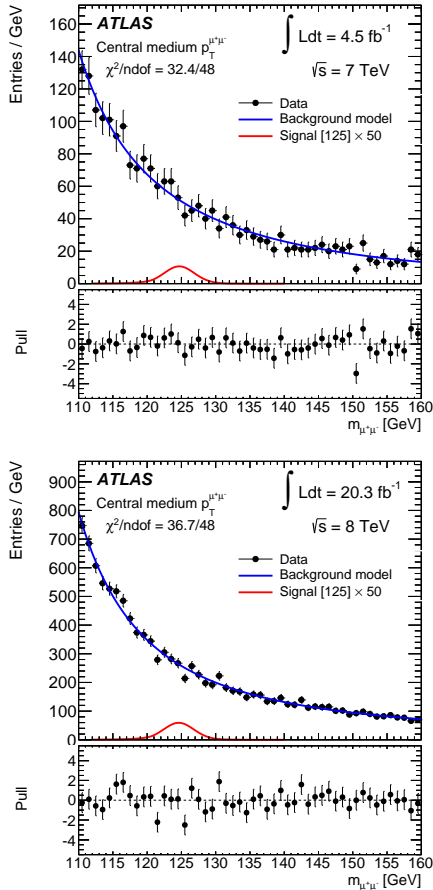 ATLAS
Central medium p_T^{μ⁺μ⁻}
χ²/ndof = 32.4/48
∫ Ldt = 4.5 fb⁻¹
√s = 7 TeV
Data
Background model
Signal [125] × 50
Entries / GeV
160
140
120
100
80
60
40
20
0
Pull
4
2
0
-2
-4
110 115 120 125 130 135 140 145 150 155 160
m_{μ⁺μ⁻} [GeV]
ATLAS
Central medium p_T^{μ⁺μ⁻}
χ²/ndof = 36.7/48
∫ Ldt = 20.3 fb⁻¹
√s = 8 TeV
Data
Background model
Signal [125] × 50
Entries / GeV
900
800
700
600
500
400
300
200
100
0
Pull
4
2
0
-2
-4
110 115 120 125 130 135 140 145 150 155 160
m_{μ⁺μ⁻} [GeV]